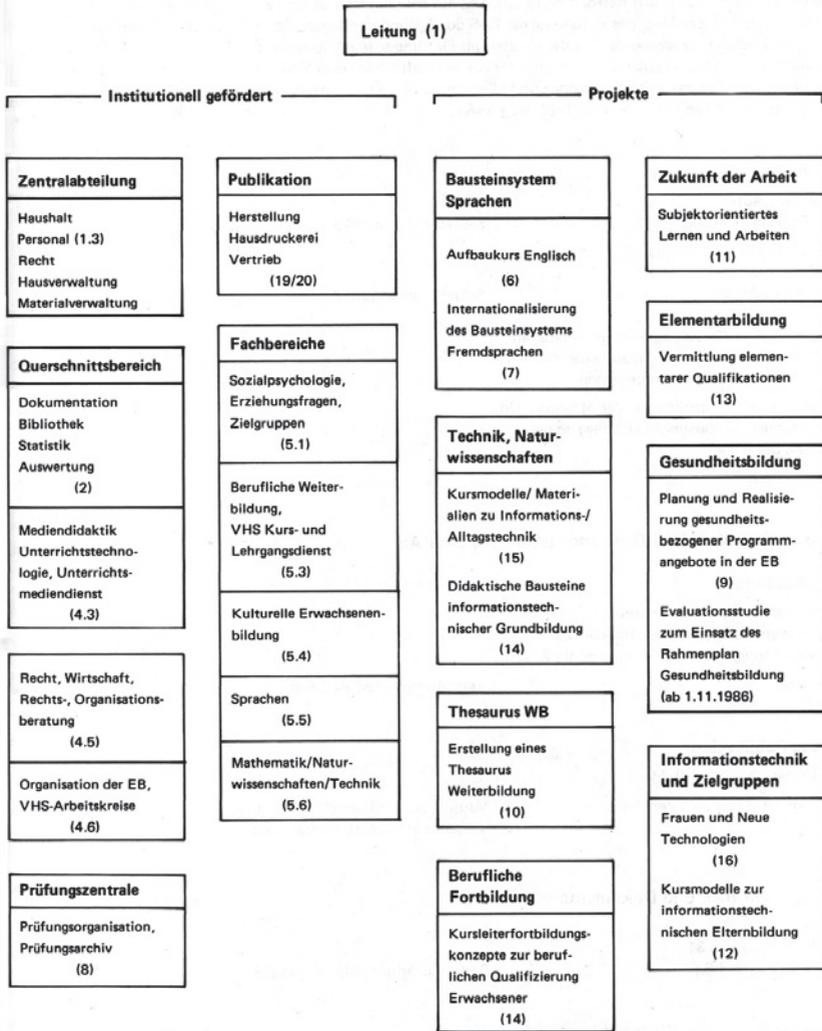 Leitung (1)
Institutionell gefördert
Projekte
Zentralabteilung
Haushalt
Personal (1.3)
Recht
Hausverwaltung
Materialverwaltung
Querschnittsbereich
Dokumentation
Bibliothek
Statistik
Auswertung
(2)
Mediendidaktik
Unterrichtstechno-
logie, Unterrichts-
mediendienst
(4.3)
Recht, Wirtschaft,
Rechts-, Organisations-
beratung
(4.5)
Organisation der EB,
VHS-Arbeitskreise
(4.6)
Prüfungszentrale
Prüfungsorganisation,
Prüfungsarchiv
(8)
Publikation
Herstellung
Hausdruckerei
Vertrieb
(19/20)
Fachbereiche
Sozialpsychologie,
Erziehungsfragen,
Zielgruppen
(5.1)
Berufliche Weiter-
bildung,
VHS Kurs- und
Lehrgangsdienst
(5.3)
Kulturelle Erwachsenen-
bildung
(5.4)
Sprachen
(5.5)
Mathematik/Natur-
wissenschaften/Technik
(5.6)
Bausteinsystem
Sprachen
Aufbaukurs Englisch
(6)
Internationalisierung
des Bausteinsystems
Fremdsprachen
(7)
Technik, Natur-
wissenschaften
Kursmodelle/ Materi-
alien zu Informations-/
Alltagstechnik
(15)
Didaktische Bausteine
informationstech-
nischer Grundbildung
(14)
Thesaurus WB
Erstellung eines
Thesaurus
Weiterbildung
(10)
Berufliche
Fortbildung
Kursleiterfortbildungs-
konzepte zur beruf-
lichen Qualifizierung
Erwachsener
(14)
Zukunft der Arbeit
Subjektorientiertes
Lernen und Arbeiten
(11)
Elementarbildung
Vermittlung elemen-
tarer Qualifikationen
(13)
Gesundheitsbildung
Planung und Realisie-
rung gesundheits-
bezogener Programm-
angebote in der EB
(9)
Evaluationsstudie
zum Einsatz des
Rahmenplan
Gesundheitsbildung
(ab 1.11.1986)
Informationstechnik
und Zielgruppen
Frauen und Neue
Technologien
(16)
Kursmodelle zur
informationstech-
nischen Elternbildung
(12)